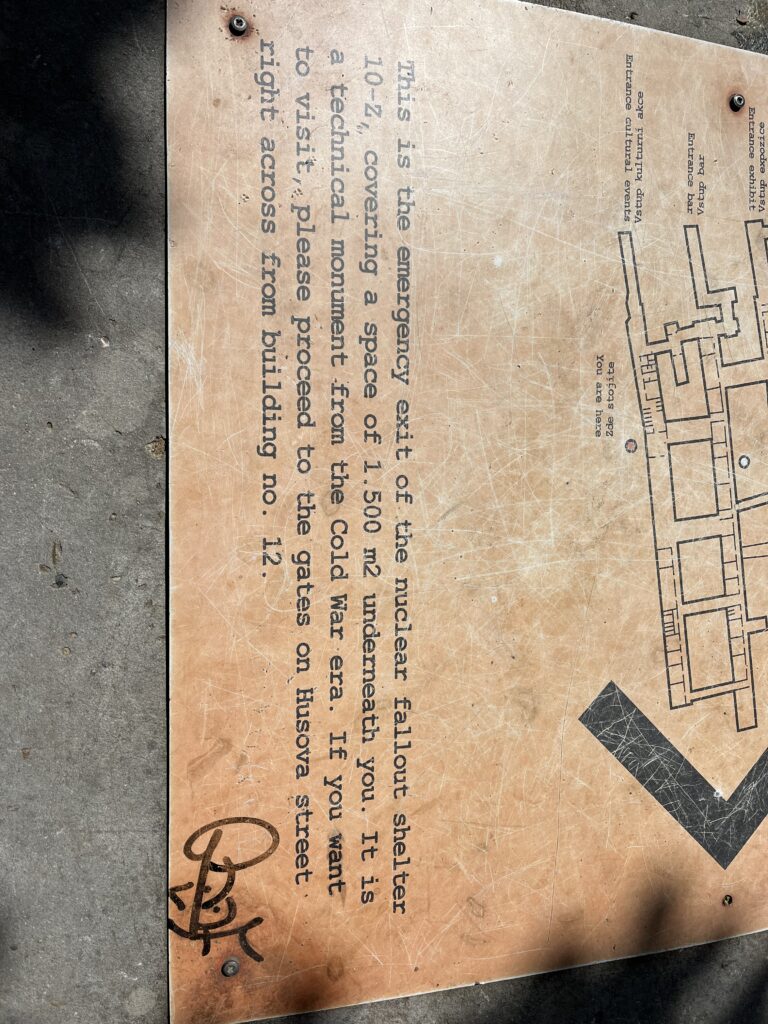 Vstup expozice
Entrance exhibit
Vstup
bar
Entrance bar
Vstup kulturní akce
Entrance cultural events
Zde stojíte
You are here
This is the emergency exit of the nuclear fallout shelter
10-Z, covering a space of 1.500 m2 underneath you. It is
a technical monument from the Cold War era. If you want
to visit, please proceed to the gates on Husova street
right across from building no. 12.